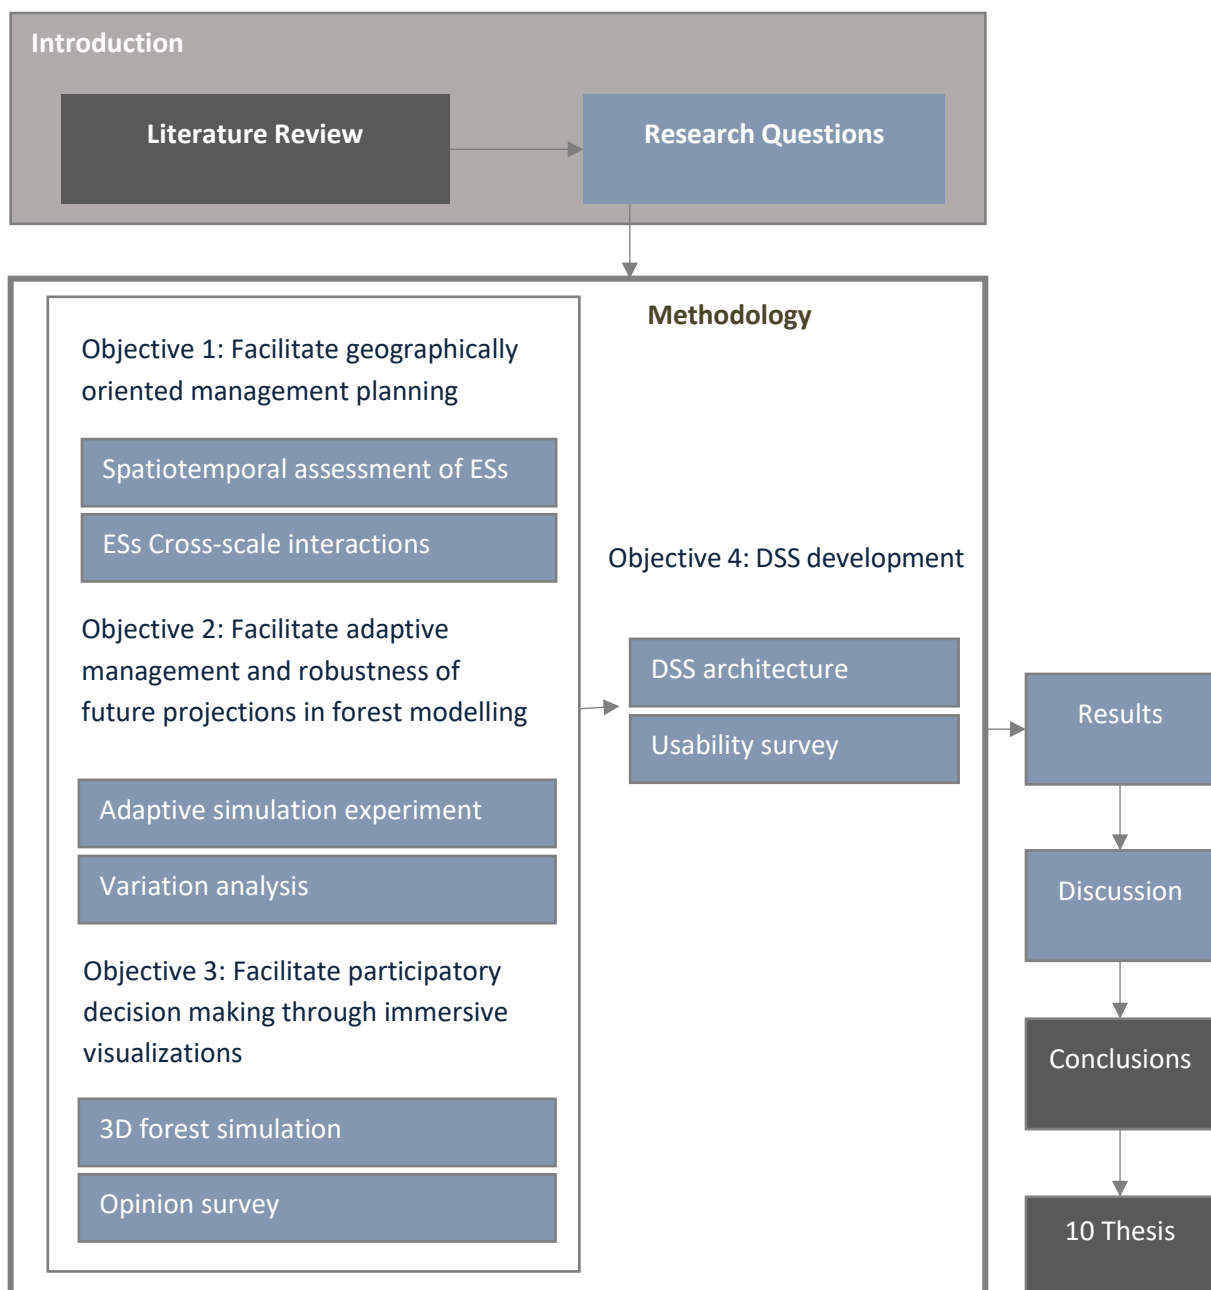 Introduction
Literature Review
Research Questions
Methodology
Objective 1: Facilitate geographically
oriented management planning
Spatiotemporal assessment of ESs
ESs Cross-scale interactions
Objective 2: Facilitate adaptive
management and robustness of
future projections in forest modelling
Adaptive simulation experiment
Variation analysis
Objective 3: Facilitate participatory
decision making through immersive
visualizations
3D forest simulation
Opinion survey
Objective 4: DSS development
DSS architecture
Usability survey
Results
Discussion
Conclusions
10 Thesis